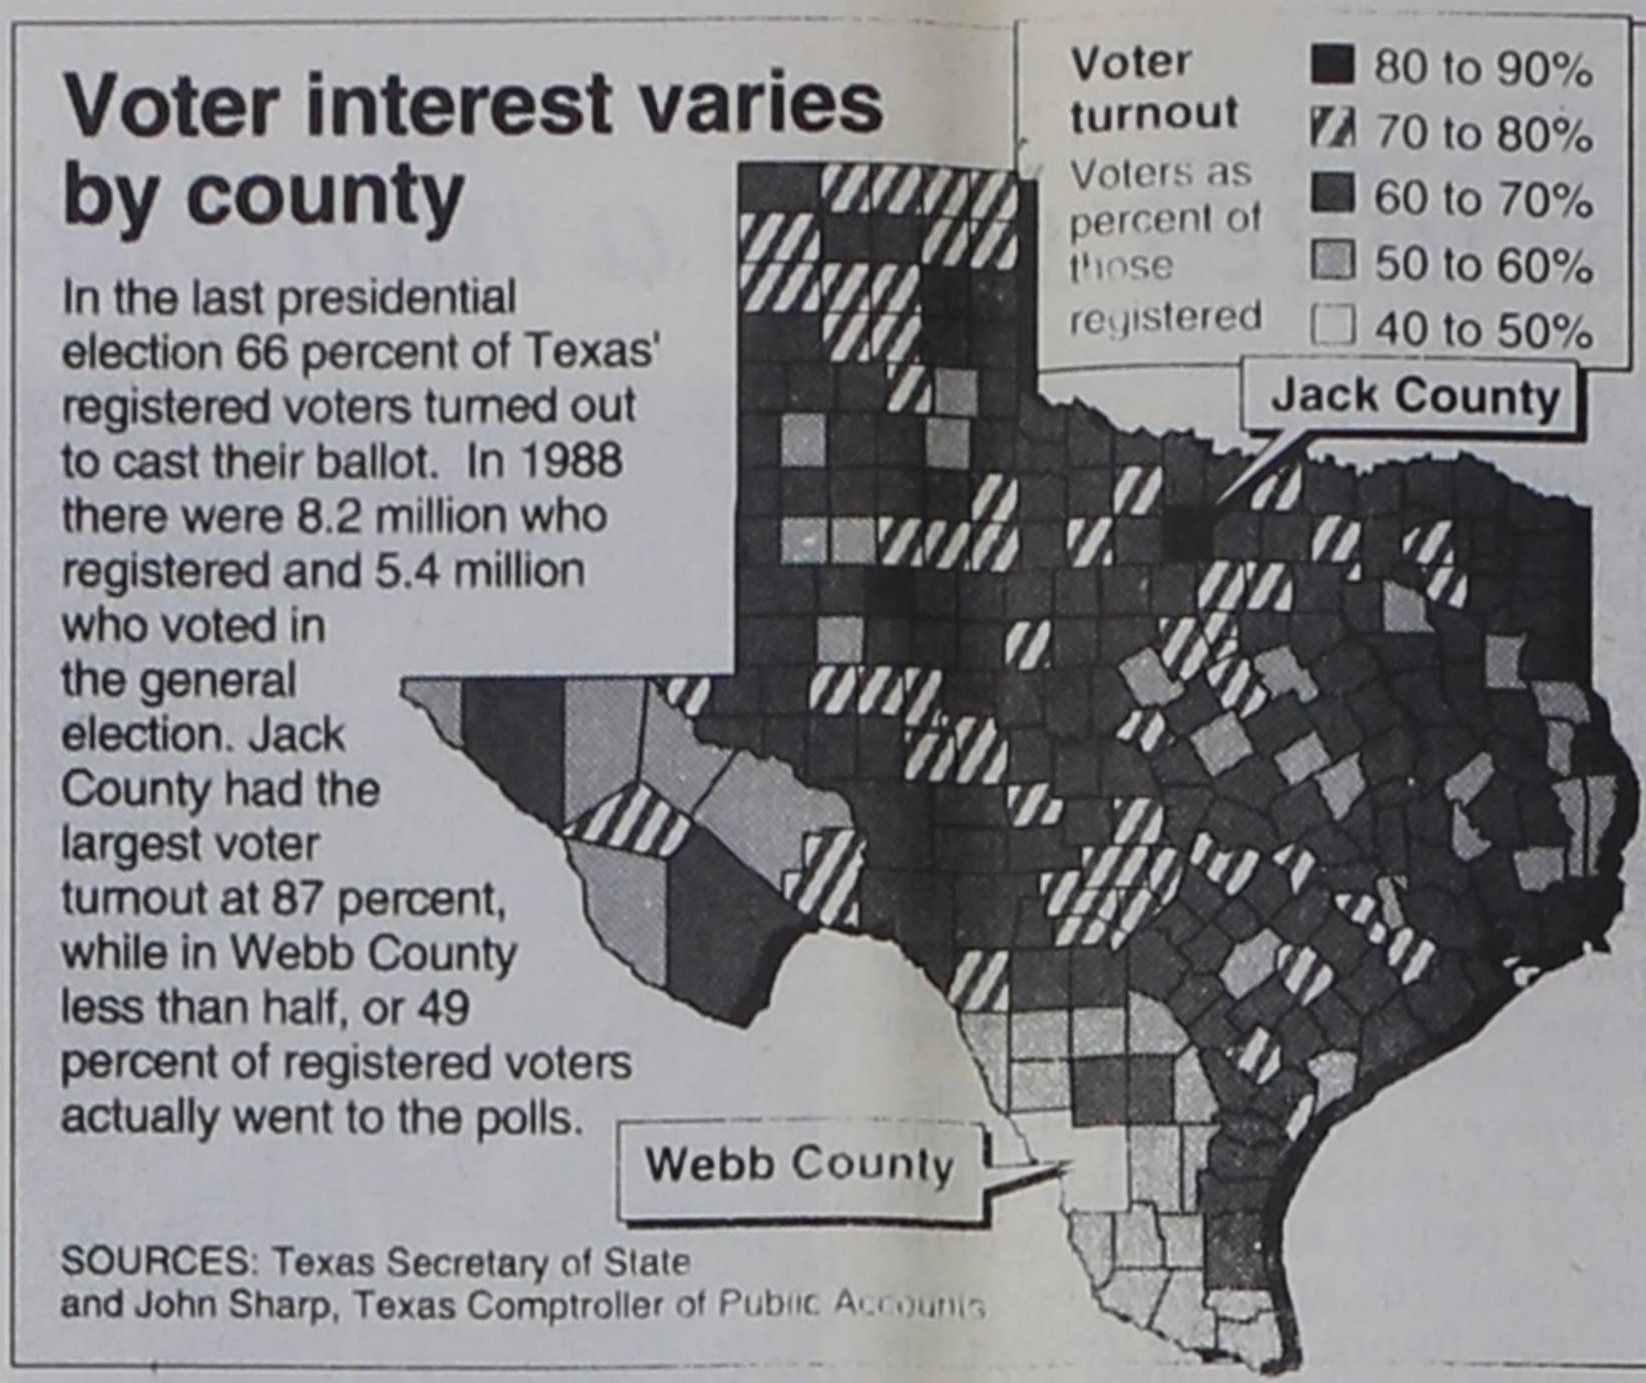 Voter interest varies
by county
In the last presidential
election 66 percent of Texas'
registered voters turned out
to cast their ballot. In 1988
there were 8.2 million who
registered and 5.4 million
who voted in
the general
election. Jack
County had the
largest voter
turnout at 87 percent,
while in Webb County
less than half, or 49
percent of registered voters
actually went to the polls.
SOURCES: Texas Secretary of State
and John Sharp, Texas Comptroller of Public Accounts
Voter
turnout
Voters as
percent of
those
registered
80 to 90%
70 to 80%
60 to 70%
50 to 60%
40 to 50%
Jack County
Webb County